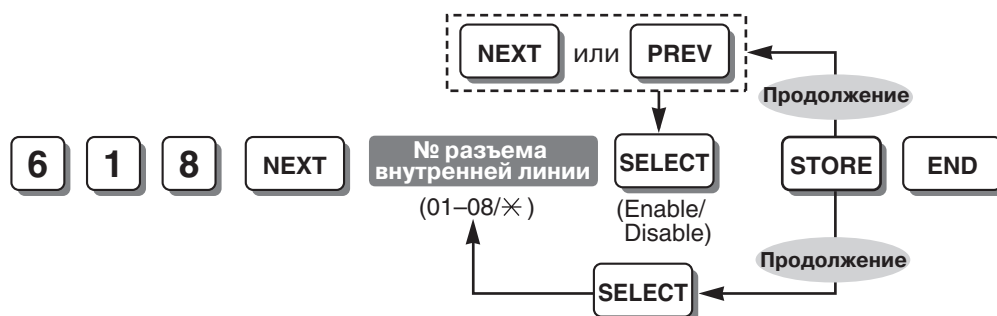 NEXT или PREV
Продолжение
6 1 8 NEXT
№ разъема
внутренней линии
(01–08/✳)
SELECT
(Enable/
Disable)
STORE
END
Продолжение
SELECT